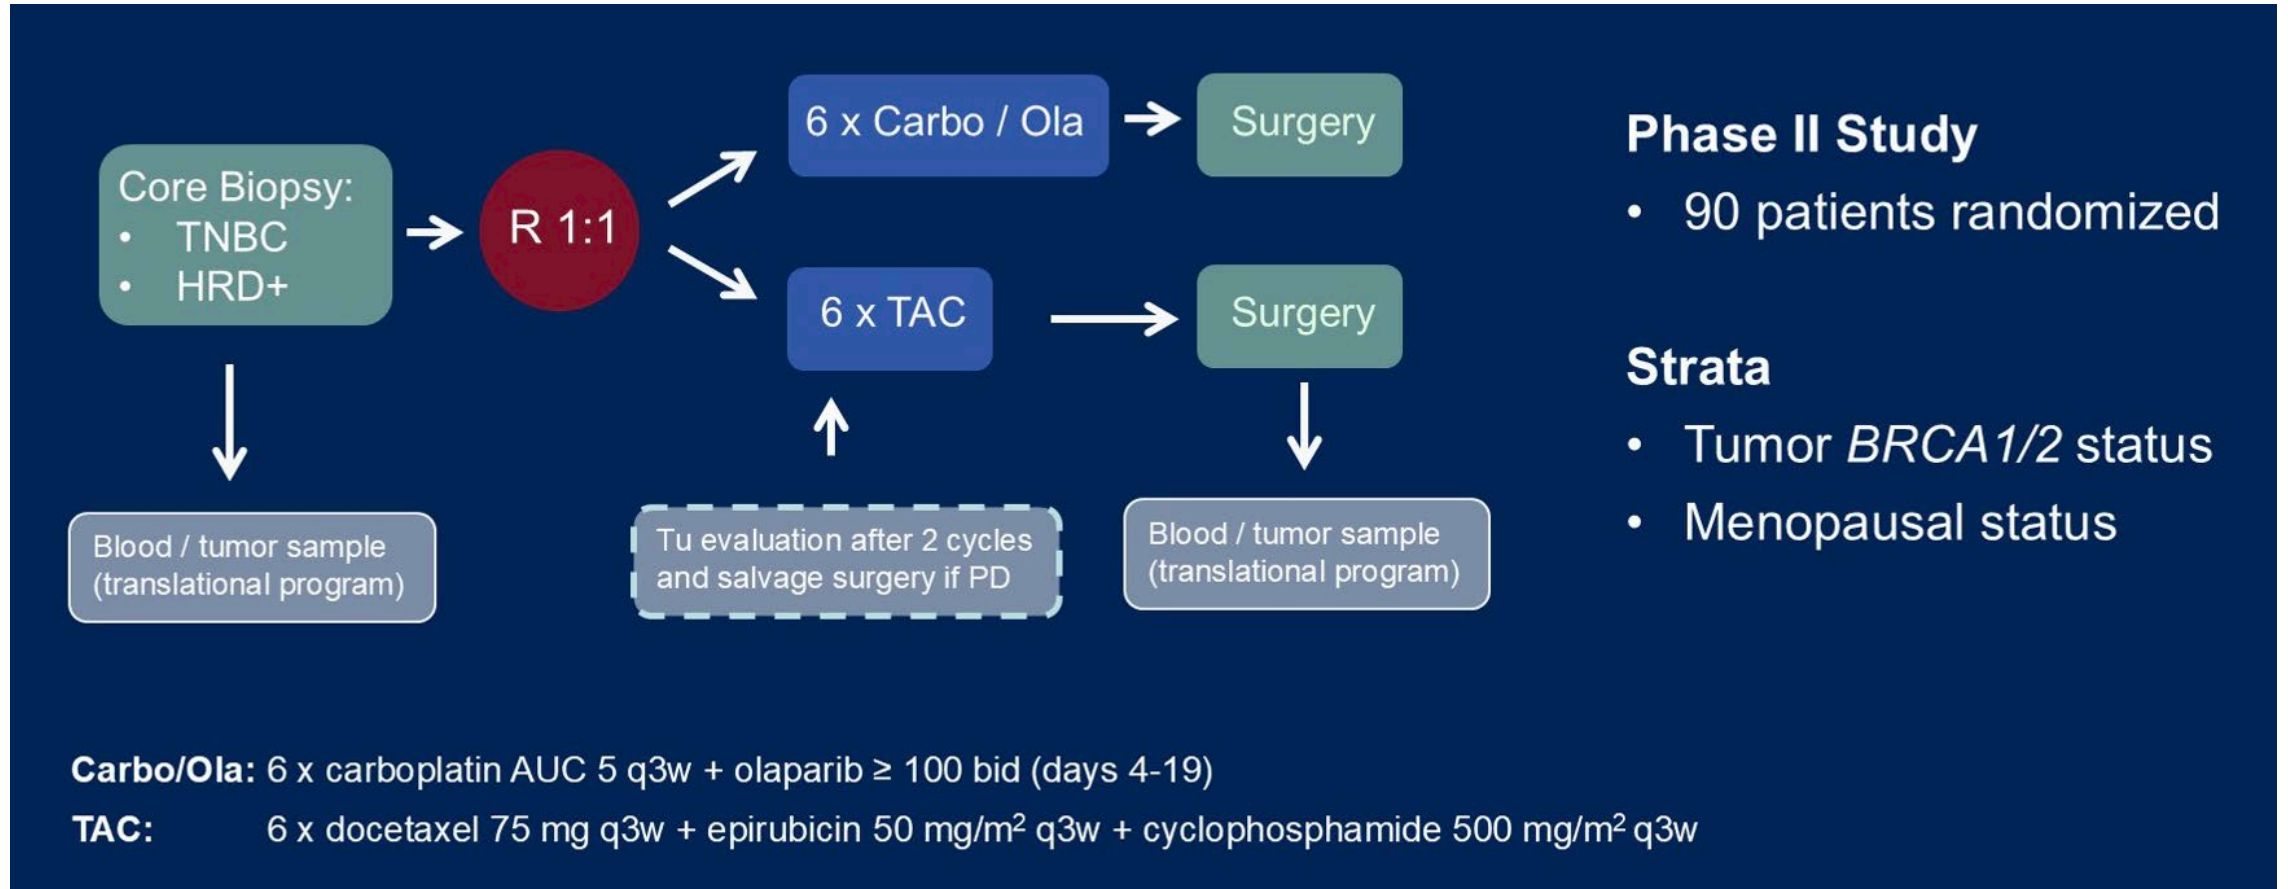 Core Biopsy:
• TNBC
• HRD+
R 1:1
6 x Carbo / Ola
Surgery
6 x TAC
Surgery
Blood / tumor sample
(translational program)
Tu evaluation after 2 cycles
and salvage surgery if PD
Blood / tumor sample
(translational program)
Phase II Study
• 90 patients randomized
Strata
• Tumor BRCA1/2 status
• Menopausal status
Carbo/Ola: 6 x carboplatin AUC 5 q3w + olaparib ≥ 100 bid (days 4-19)
TAC: 6 x docetaxel 75 mg q3w + epirubicin 50 mg/m² q3w + cyclophosphamide 500 mg/m² q3w